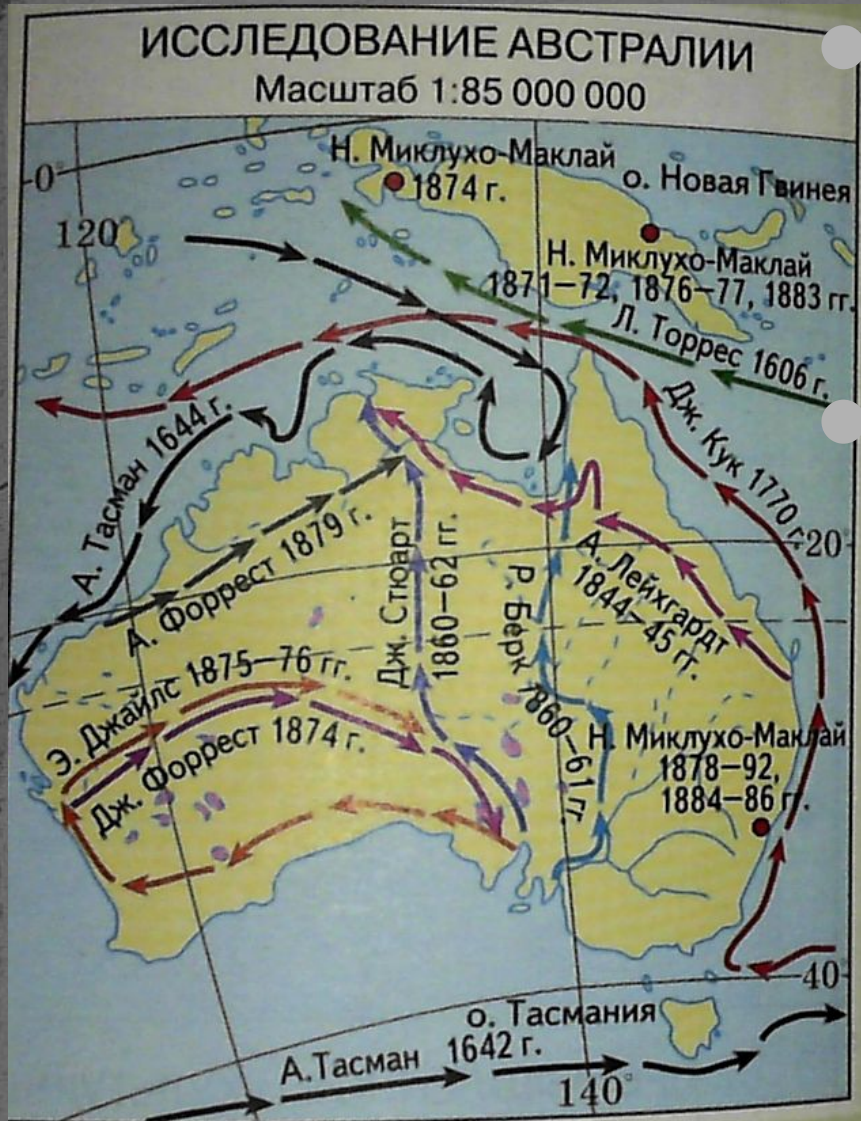 ИССЛЕДОВАНИЕ АВСТРАЛИИ
Масштаб 1:85 000 000
Н. Миклухо-Маклай
1874 г.
0°
о. Новая Гвинея
120°
Н. Миклухо-Маклай
1871–72, 1876–77, 1883 гг.
Л. Торрес 1606 г.
Дж. Кук 1770 г.
А. Тасман 1644 г.
20°
А. Форрест 1879 г.
Дж. Стюарт
1860–62 гг.
Р. Берк 1860–61 гг
А. Лейхгардт
1844–45 гг.
Э. Джайлс 1875–76 гг.
Дж. Форрест 1874 г.
Н. Миклухо-Маклай
1878–92,
1884–86 гг.
40°
о. Тасмания
А.Тасман 1642 г.
140°